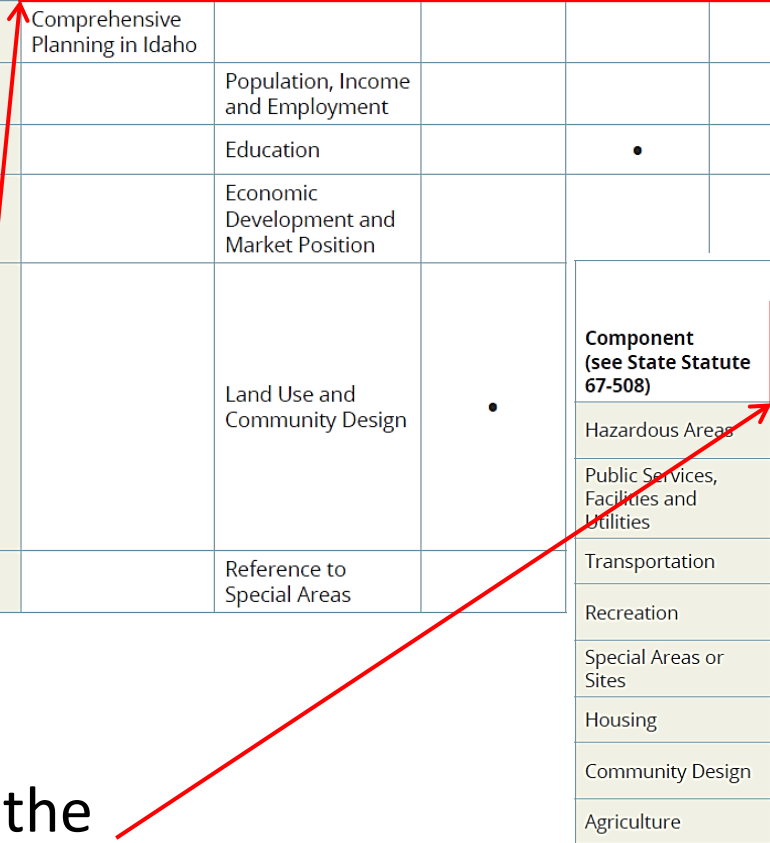 Comprehensive
Planning in Idaho
Population, Income
and Employment
Education
•
Economic
Development and
Market Position
Land Use and
Community Design
•
Reference to
Special Areas
Component
(see State Statute
67-508)
Hazardous Areas
Public Services,
Facilities and
Utilities
Transportation
Recreation
Special Areas or
Sites
Housing
Community Design
Agriculture
the